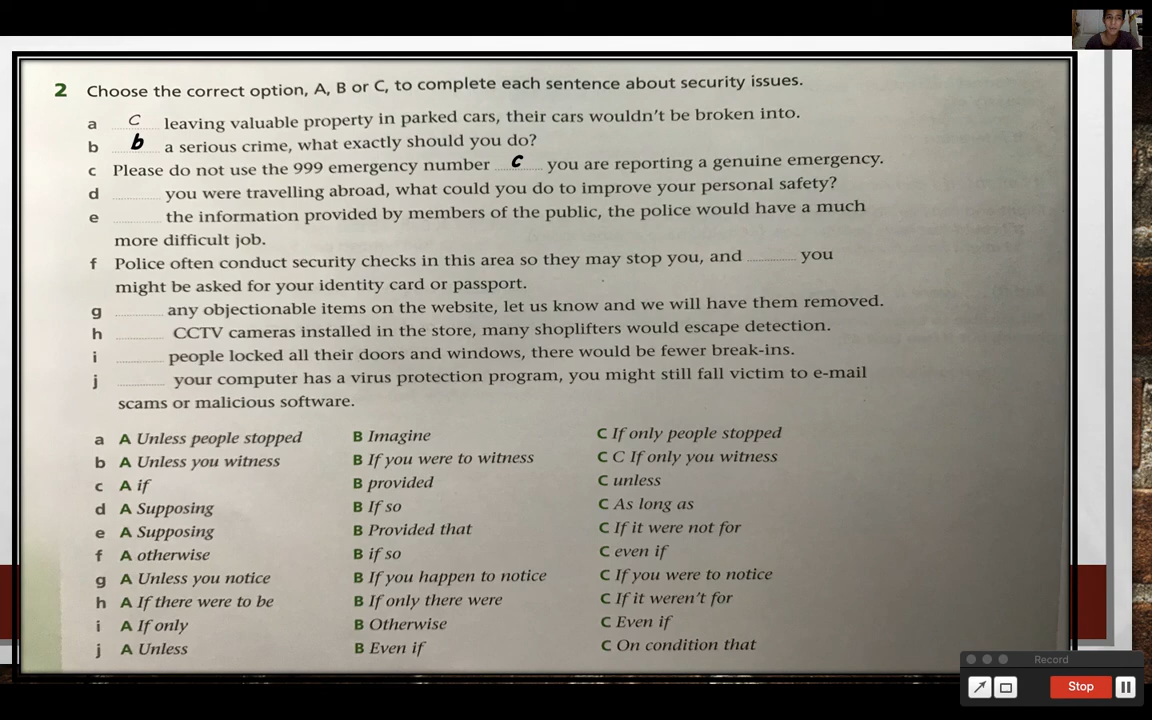 2 Choose the correct option, A, B or C, to complete each sentence about security issues.
a C leaving valuable property in parked cars, their cars wouldn't be broken into.
b b a serious crime, what exactly should you do?
c Please do not use the 999 emergency number c you are reporting a genuine emergency.
d ............ you were travelling abroad, what could you do to improve your personal safety?
e ............ the information provided by members of the public, the police would have a much
more difficult job.
f Police often conduct security checks in this area so they may stop you, and ............ you
might be asked for your identity card or passport.
g ............ any objectionable items on the website, let us know and we will have them removed.
h ............ CCTV cameras installed in the store, many shoplifters would escape detection.
i ............ people locked all their doors and windows, there would be fewer break-ins.
j ............ your computer has a virus protection program, you might still fall victim to e-mail
scams or malicious software.
a A Unless people stopped B Imagine C If only people stopped
b A Unless you witness B If you were to witness C C If only you witness
c A if B provided C unless
d A Supposing B If so C As long as
e A Supposing B Provided that C If it were not for
f A otherwise B if so C even if
g A Unless you notice B If you happen to notice C If you were to notice
h A If there were to be B If only there were C If it weren't for
i A If only B Otherwise C Even if
j A Unless B Even if C On condition that
Record
Stop